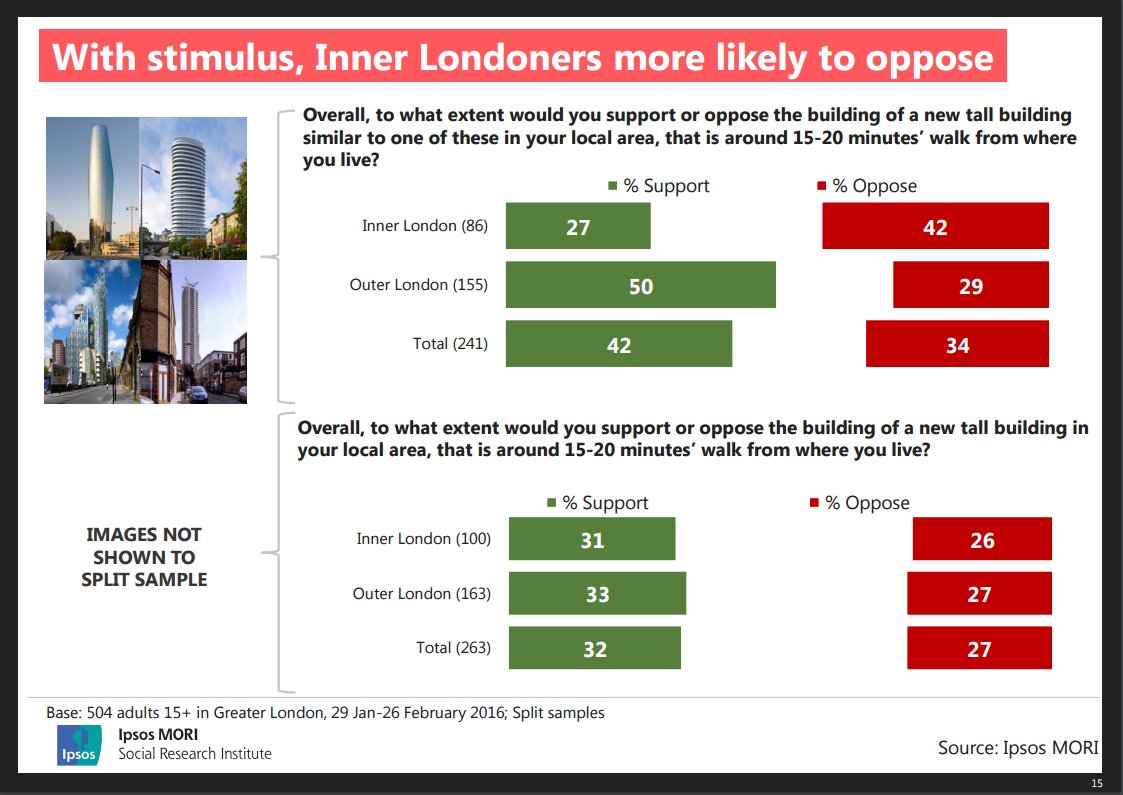 With stimulus, Inner Londoners more likely to oppose
Overall, to what extent would you support or oppose the building of a new tall building
similar to one of these in your local area, that is around 15-20 minutes’ walk from where
you live?
% Support % Oppose
Inner London (86) 27 42
Outer London (155) 50 29
Total (241) 42 34
Overall, to what extent would you support or oppose the building of a new tall building in
your local area, that is around 15-20 minutes’ walk from where you live?
IMAGES NOT
SHOWN TO
SPLIT SAMPLE
% Support % Oppose
Inner London (100) 31 26
Outer London (163) 33 27
Total (263) 32 27
Base: 504 adults 15+ in Greater London, 29 Jan-26 February 2016; Split samples
Ipsos
Ipsos MORI
Social Research Institute
Source: Ipsos MORI
15